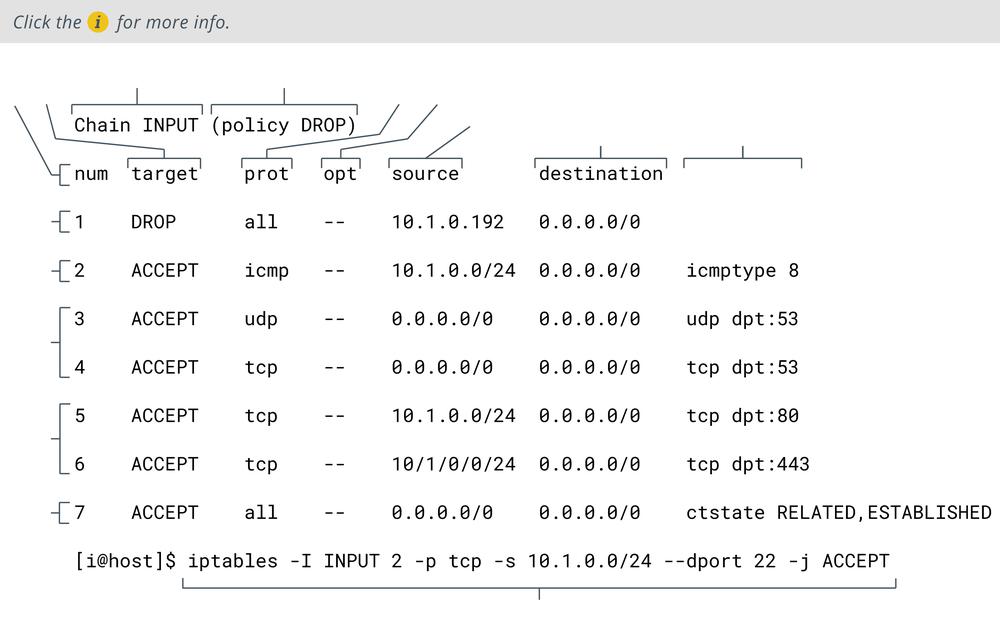 Click the i for more info.
Chain INPUT (policy DROP)
num target prot opt source destination
1 DROP all -- 10.1.0.192 0.0.0.0/0
2 ACCEPT icmp -- 10.1.0.0/24 0.0.0.0/0 icmptype 8
3 ACCEPT udp -- 0.0.0.0/0 0.0.0.0/0 udp dpt:53
4 ACCEPT tcp -- 0.0.0.0/0 0.0.0.0/0 tcp dpt:53
5 ACCEPT tcp -- 10.1.0.0/24 0.0.0.0/0 tcp dpt:80
6 ACCEPT tcp -- 10/1/0/0/24 0.0.0.0/0 tcp dpt:443
7 ACCEPT all -- 0.0.0.0/0 0.0.0.0/0 ctstate RELATED,ESTABLISHED
[i@host]$ iptables -I INPUT 2 -p tcp -s 10.1.0.0/24 --dport 22 -j ACCEPT